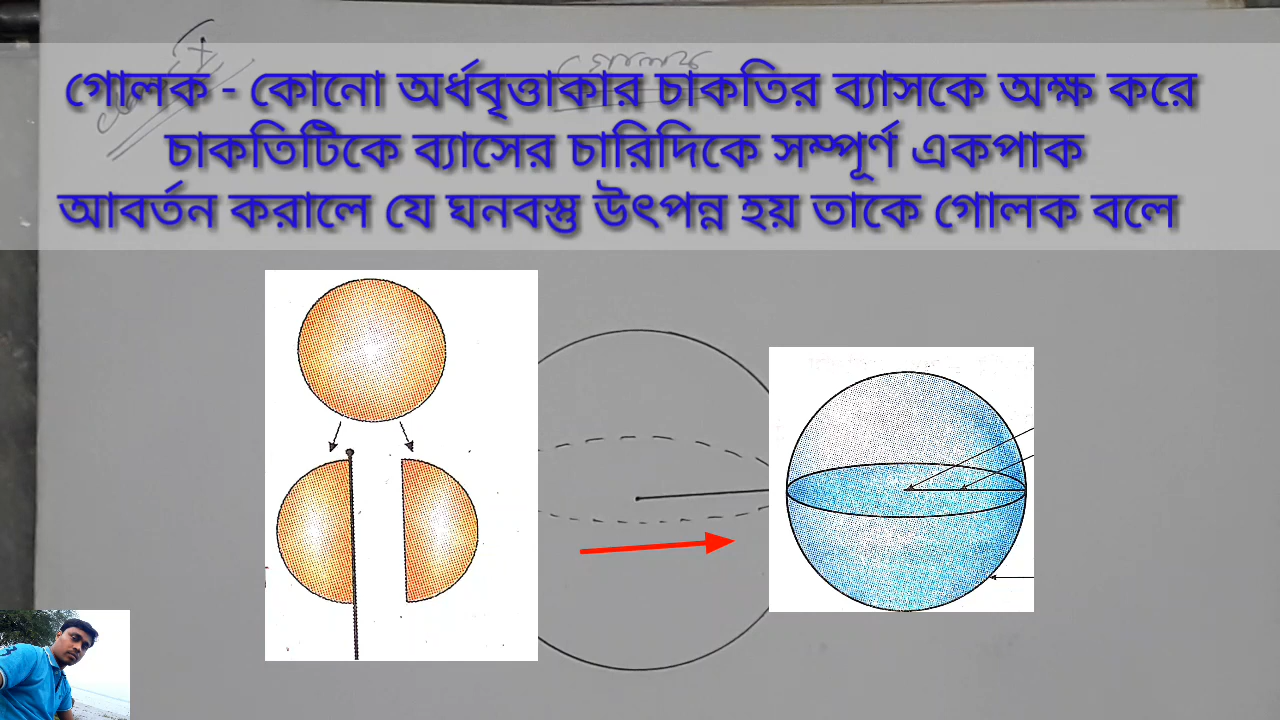 গোলক - কোনো অর্ধবৃত্তাকার চাকতির ব্যাসকে অক্ষ করে
চাকতিটিকে ব্যাসের চারিদিকে সম্পূর্ণ একপাক
আবর্তন করালে যে ঘনবস্তু উৎপন্ন হয় তাকে গোলক বলে